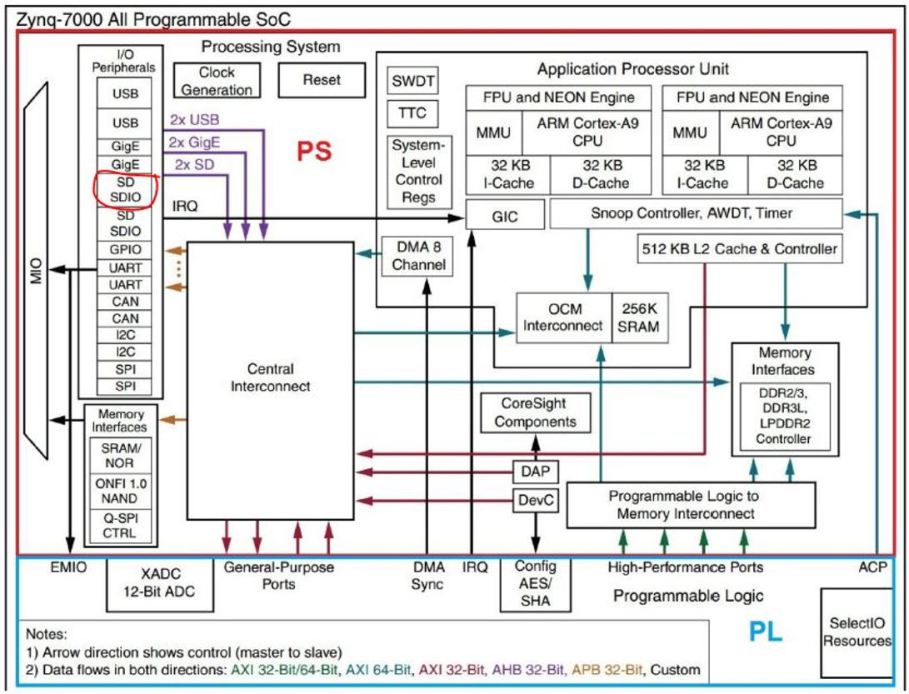 Zynq-7000 All Programmable SoC
I/O
Peripherals
USB
USB
GigE
GigE
SD
SDIO
SD
SDIO
GPIO
UART
UART
CAN
CAN
I2C
I2C
SPI
SPI
MIO
Memory
Interfaces
SRAM/
NOR
ONFI 1.0
NAND
Q-SPI
CTRL
Processing System
Clock
Generation
Reset
2x USB
2x GigE
2x SD
PS
IRQ
SWDT
TTC
System-
Level
Control
Regs
Application Processor Unit
FPU and NEON Engine
MMU
ARM Cortex-A9
CPU
32 KB
I-Cache
32 KB
D-Cache
FPU and NEON Engine
MMU
ARM Cortex-A9
CPU
32 KB
I-Cache
32 KB
D-Cache
GIC
Snoop Controller, AWDT, Timer
DMA 8
Channel
512 KB L2 Cache & Controller
OCM
Interconnect
256K
SRAM
Central
Interconnect
Memory
Interfaces
DDR2/3,
DDR3L,
LPDDR2
Controller
CoreSight
Components
DAP
DevC
Programmable Logic to
Memory Interconnect
EMIO
XADC
12-Bit ADC
General-Purpose
Ports
DMA
Sync
IRQ
Config
AES/
SHA
High-Performance Ports
ACP
Programmable Logic
PL
SelectIO
Resources
Notes:
1) Arrow direction shows control (master to slave)
2) Data flows in both directions: AXI 32-Bit/64-Bit, AXI 64-Bit, AXI 32-Bit, AHB 32-Bit, APB 32-Bit, Custom